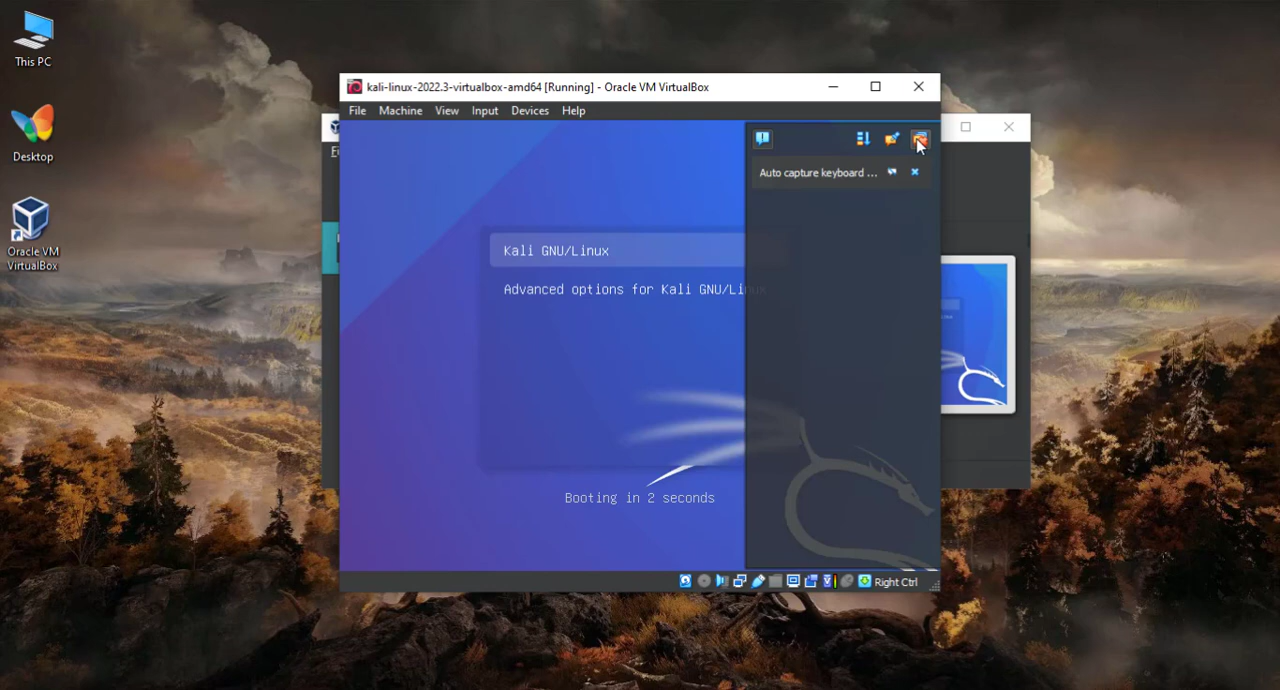 This PC
Desktop
Oracle VM
VirtualBox
kali-linux-2022.3-virtualbox-amd64 [Running] - Oracle VM VirtualBox
File Machine View Input Devices Help
Auto capture keyboard ...
Kali GNU/Linux
Advanced options for Kali GNU/Linux
Booting in 2 seconds
Right Ctrl